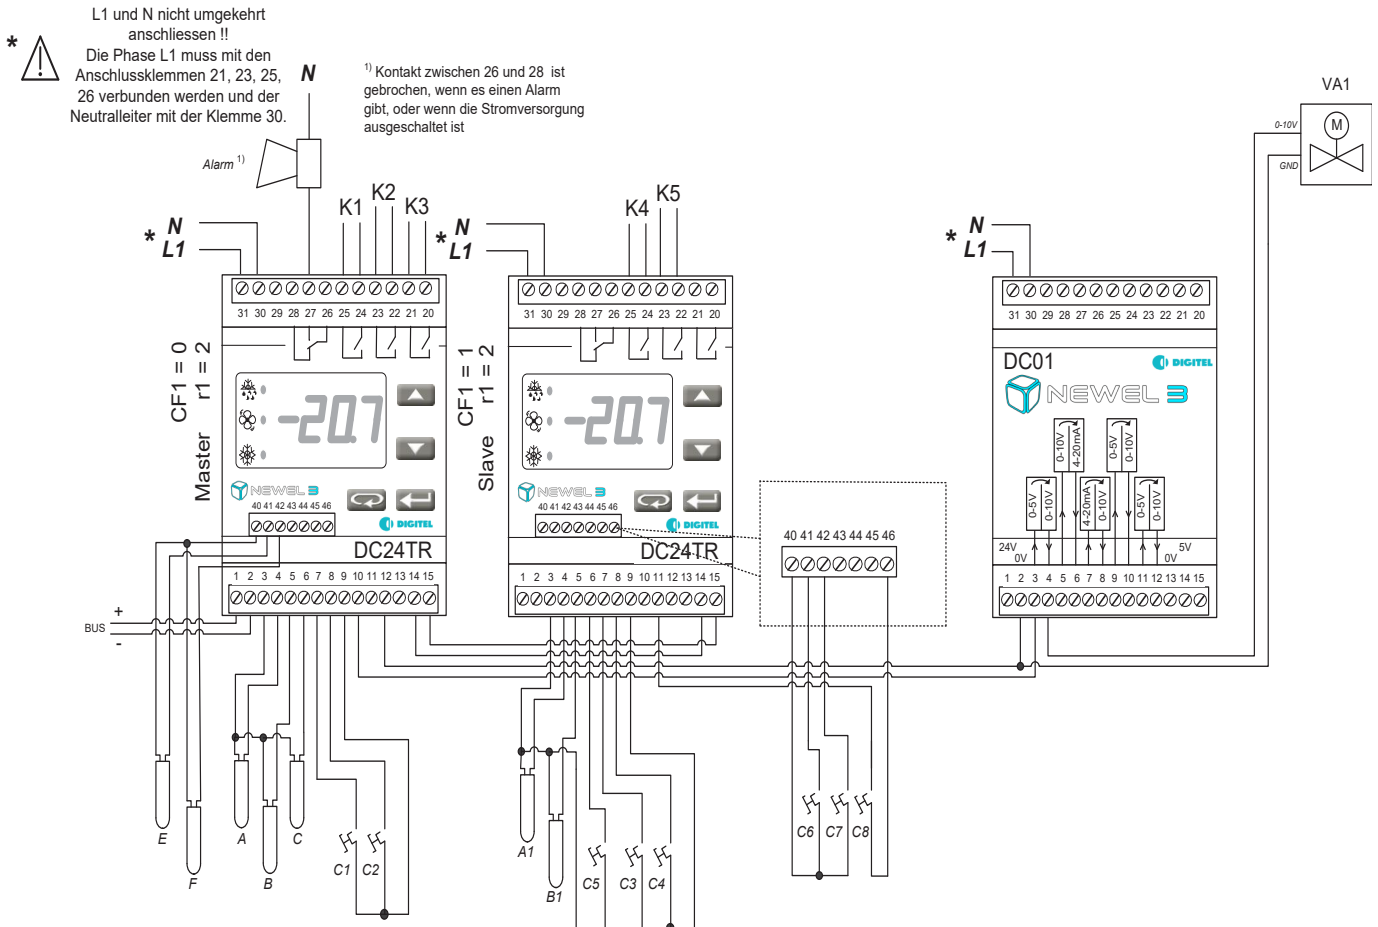 L1 und N nicht umgekehrt
anschliessen !!
Die Phase L1 muss mit den
Anschlussklemmen 21, 23, 25,
26 verbunden werden und der
Neutralleiter mit der Klemme 30.
*
N
1) Kontakt zwischen 26 und 28 ist
gebrochen, wenn es einen Alarm
gibt, oder wenn die Stromversorgung
ausgeschaltet ist
Alarm 1)
VA1
0-10V
M
GND
* N
L1
K1
K2
K3
* N
L1
K4
K5
* N
L1
31 30 29 28 27 26 25 24 23 22 21 20
31 30 29 28 27 26 25 24 23 22 21 20
31 30 29 28 27 26 25 24 23 22 21 20
Master
CF1 = 0
r1 = 2
-20.7
NEWEL 3
40 41 42 43 44 45 46
DIGITEL
DC24TR
1 2 3 4 5 6 7 8 9 10 11 12 13 14 15
Slave
CF1 = 1
r1 = 2
-20.7
NEWEL 3
40 41 42 43 44 45 46
DIGITEL
DC24TR
1 2 3 4 5 6 7 8 9 10 11 12 13 14 15
40 41 42 43 44 45 46
DC01
DIGITEL
NEWEL 3
0-10V
4-20mA
0-5V
0-10V
0-5V
0-10V
4-20mA
0-10V
0-5V
0-10V
24V
0V
5V
0V
1 2 3 4 5 6 7 8 9 10 11 12 13 14 15
+
BUS
-
E
F
A
B
C
C1
C2
A1
B1
C5
C3
C4
C6
C7
C8